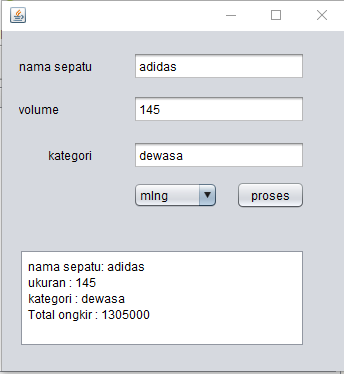 nama sepatu adidas
volume 145
kategori dewasa
mlng proses
nama sepatu: adidas
ukuran : 145
kategori : dewasa
Total ongkir : 1305000